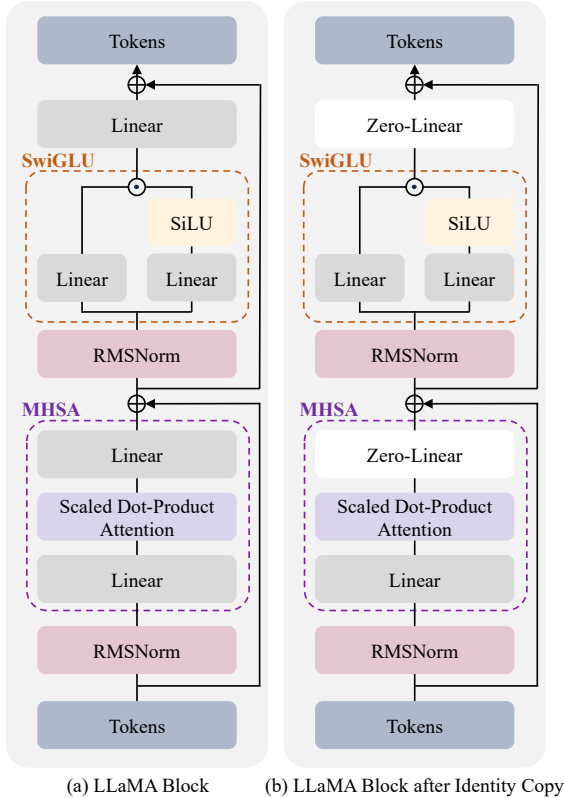 Tokens
Linear
SwiGLU
SiLU
Linear
Linear
RMSNorm
MHSA
Linear
Scaled Dot-Product
Attention
Linear
RMSNorm
Tokens
(a) LLaMA Block
Tokens
Zero-Linear
SwiGLU
SiLU
Linear
Linear
RMSNorm
MHSA
Zero-Linear
Scaled Dot-Product
Attention
Linear
RMSNorm
Tokens
(b) LLaMA Block after Identity Copy